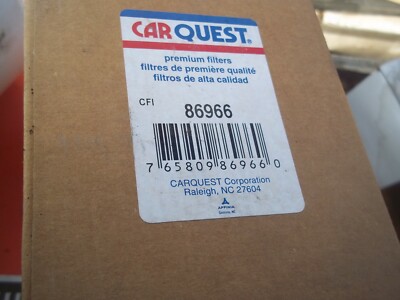 CARQUEST®
premium filters
filtres de première qualité
filtros de alta calidad
CFI 86966
7 65809 86966 0
CARQUEST Corporation
Raleigh, NC 27604